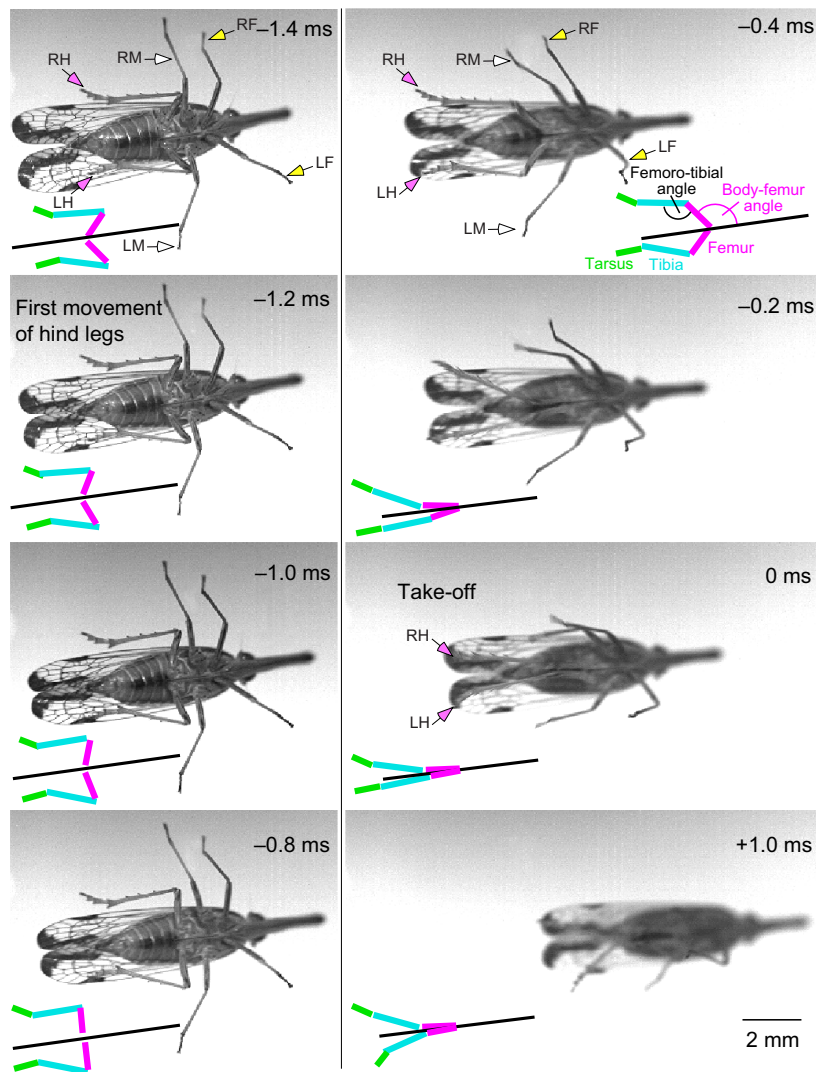 –1.4 ms
RF
RM
RH
LF
LH
LM
First movement
of hind legs
–1.2 ms
–1.0 ms
–0.8 ms
–0.4 ms
RF
RM
RH
LF
LH
LM
Femoro-tibial
angle
Body-femur
angle
Femur
Tarsus
Tibia
–0.2 ms
0 ms
Take-off
RH
LH
+1.0 ms
2 mm